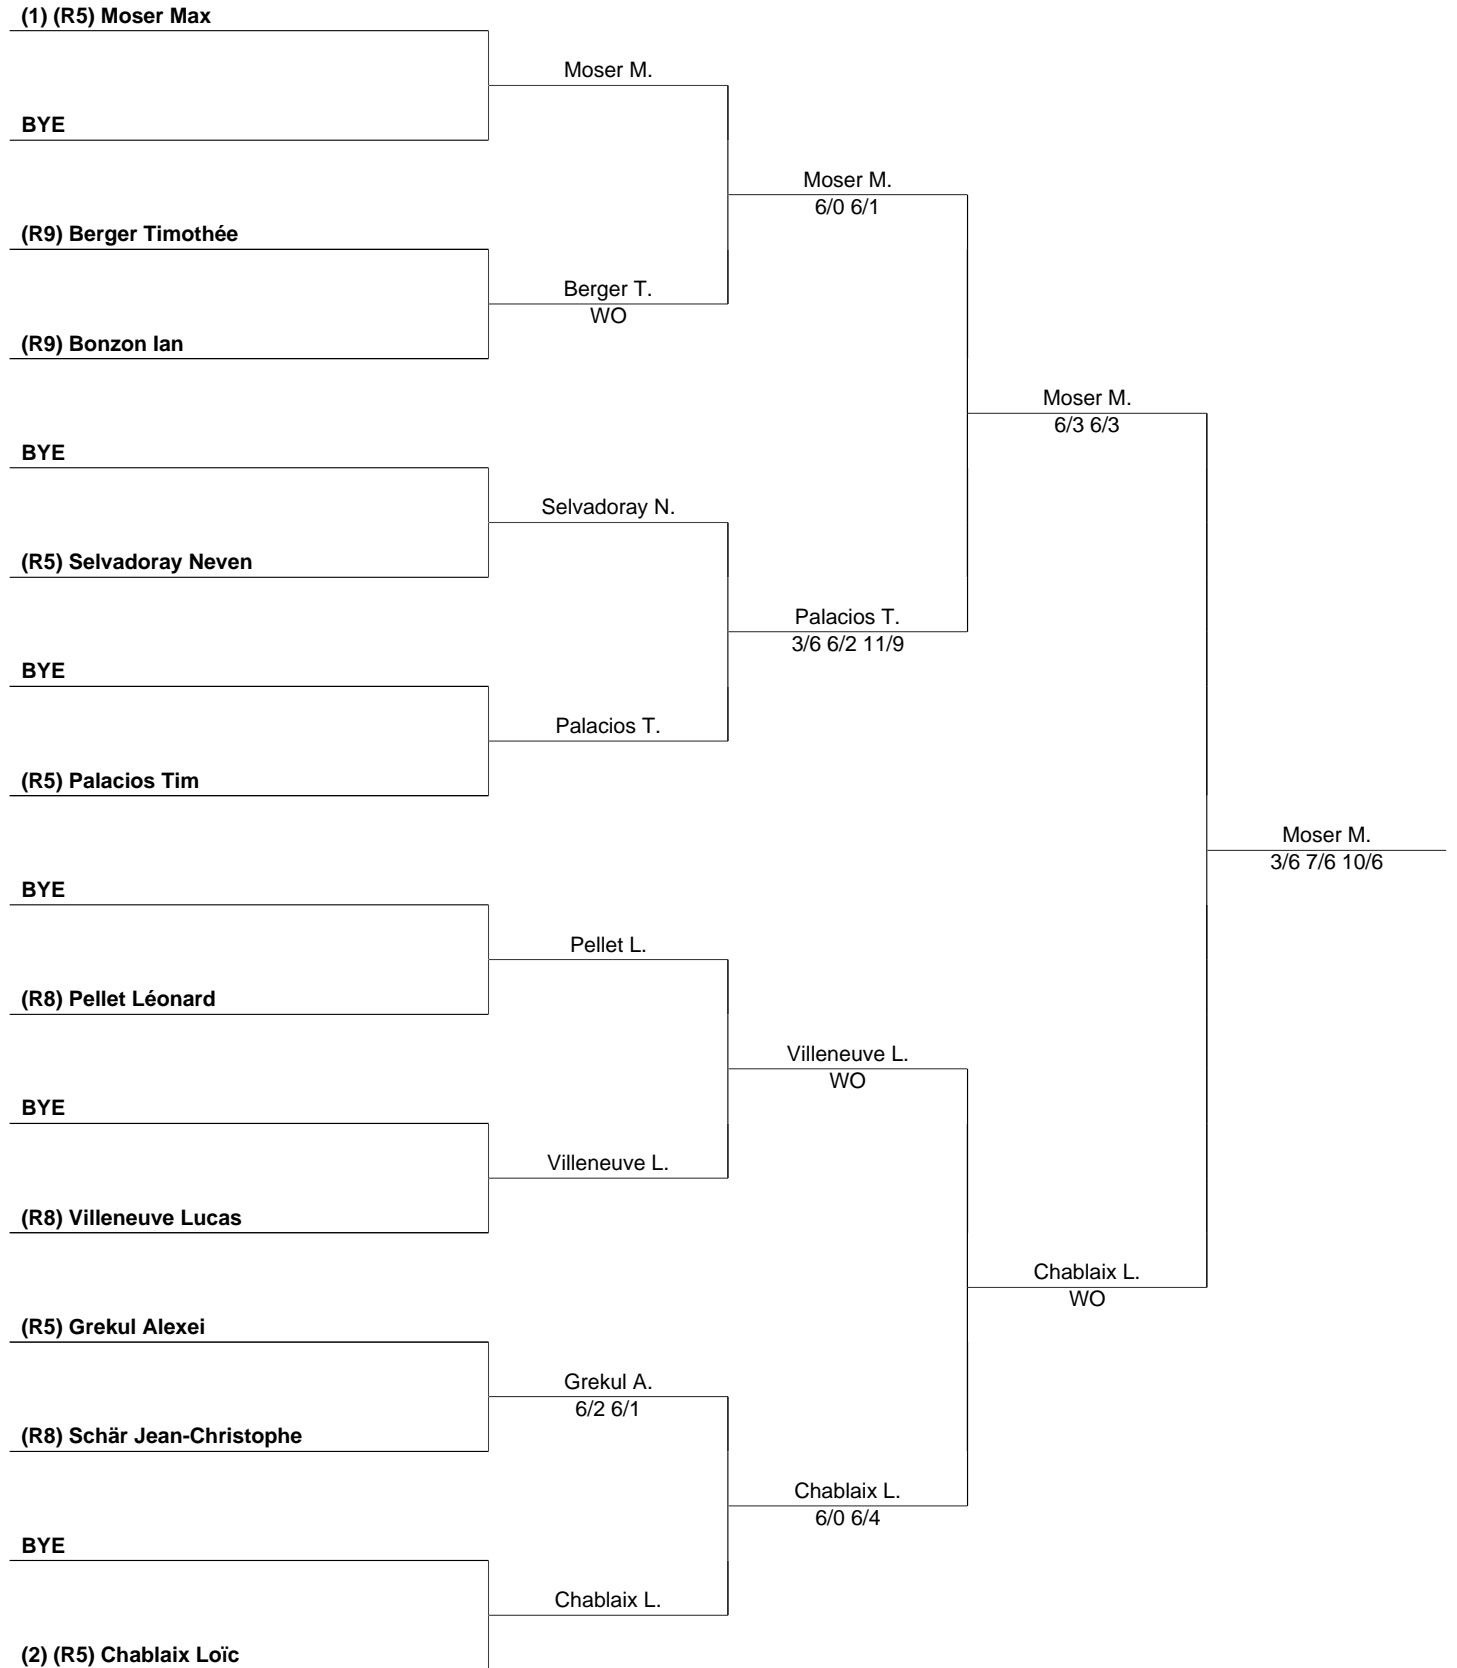 (1) (R5) Moser Max
Moser M.
BYE
Moser M.
6/0 6/1
(R9) Berger Timothée
Berger T.
WO
(R9) Bonzon Ian
Moser M.
6/3 6/3
BYE
Selvadoray N.
(R5) Selvadoray Neven
Palacios T.
3/6 6/2 11/9
BYE
Palacios T.
(R5) Palacios Tim
Moser M.
3/6 7/6 10/6
BYE
Pellet L.
(R8) Pellet Léonard
Villeneuve L.
WO
BYE
Villeneuve L.
(R8) Villeneuve Lucas
Chablaix L.
WO
(R5) Grekul Alexei
Grekul A.
6/2 6/1
(R8) Schär Jean-Christophe
Chablaix L.
6/0 6/4
BYE
Chablaix L.
(2) (R5) Chablaix Loïc